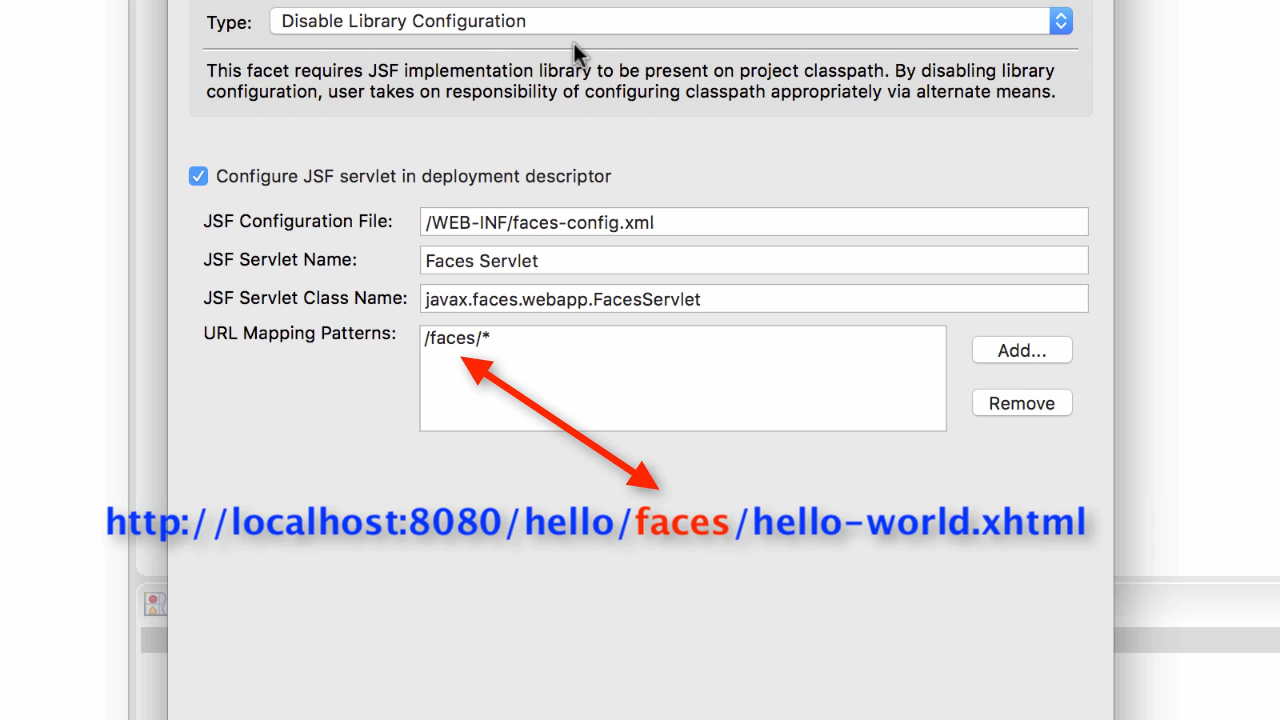 Type: Disable Library Configuration
This facet requires JSF implementation library to be present on project classpath. By disabling library
configuration, user takes on responsibility of configuring classpath appropriately via alternate means.
Configure JSF servlet in deployment descriptor
JSF Configuration File: /WEB-INF/faces-config.xml
JSF Servlet Name: Faces Servlet
JSF Servlet Class Name: javax.faces.webapp.FacesServlet
URL Mapping Patterns: /faces/*
Add...
Remove
http://localhost:8080/hello/faces/hello-world.xhtml